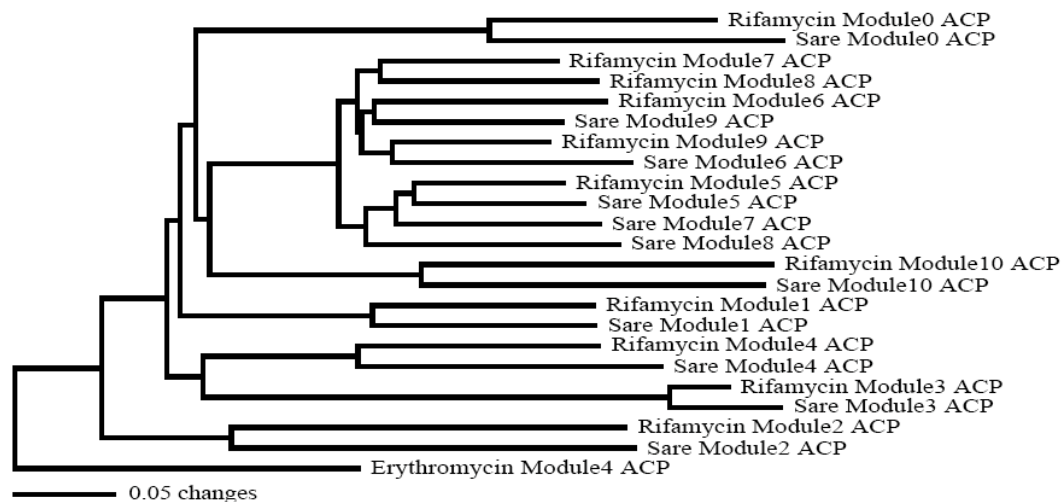 Rifamycin Module0 ACP
Sare Module0 ACP
Rifamycin Module7 ACP
Rifamycin Module8 ACP
Rifamycin Module6 ACP
Sare Module9 ACP
Rifamycin Module9 ACP
Sare Module6 ACP
Rifamycin Module5 ACP
Sare Module5 ACP
Sare Module7 ACP
Sare Module8 ACP
Rifamycin Module10 ACP
Sare Module10 ACP
Rifamycin Module1 ACP
Sare Module1 ACP
Rifamycin Module4 ACP
Sare Module4 ACP
Rifamycin Module3 ACP
Sare Module3 ACP
Rifamycin Module2 ACP
Sare Module2 ACP
Erythromycin Module4 ACP
0.05 changes